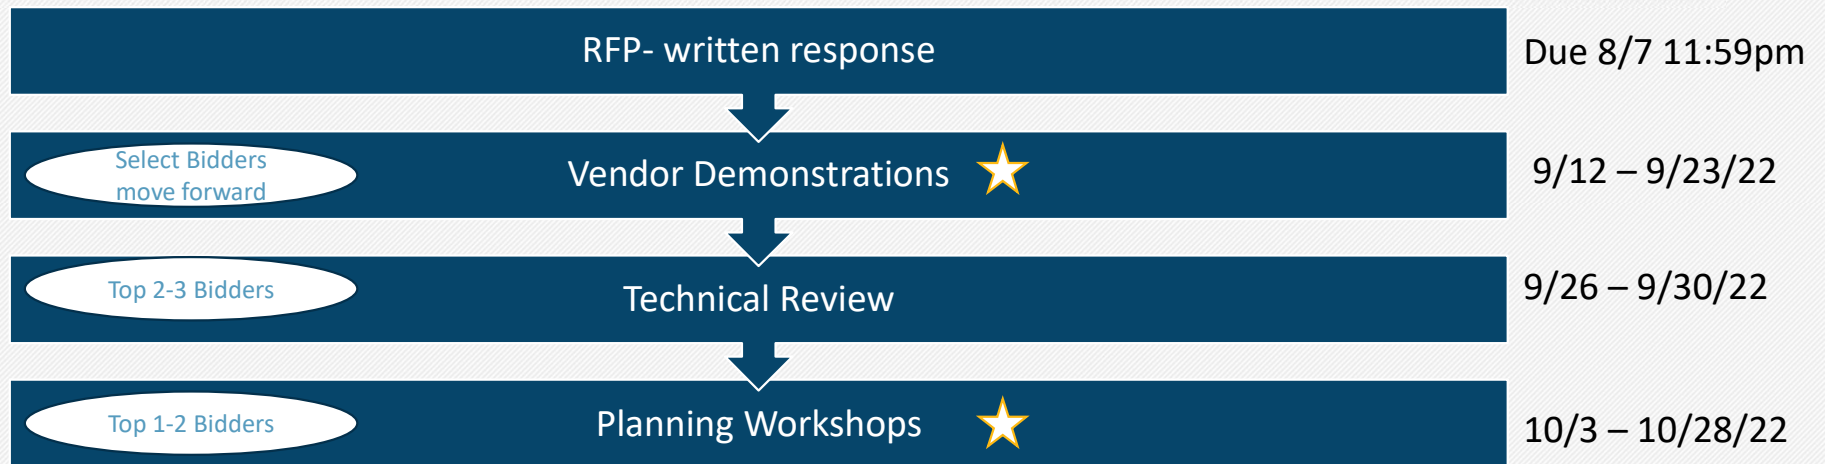 RFP- written response
Due 8/7 11:59pm
Select Bidders
move forward
Vendor Demonstrations
9/12 – 9/23/22
Top 2-3 Bidders
Technical Review
9/26 – 9/30/22
Top 1-2 Bidders
Planning Workshops
10/3 – 10/28/22